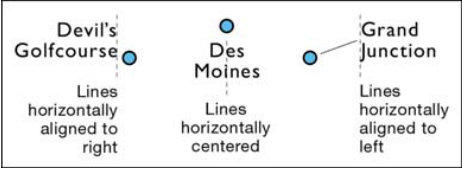 Devil's
Golfcourse
Lines
horizontally
aligned to
right
Des
Moines
Lines
horizontally
centered
Grand
Junction
Lines
horizontally
aligned to
left